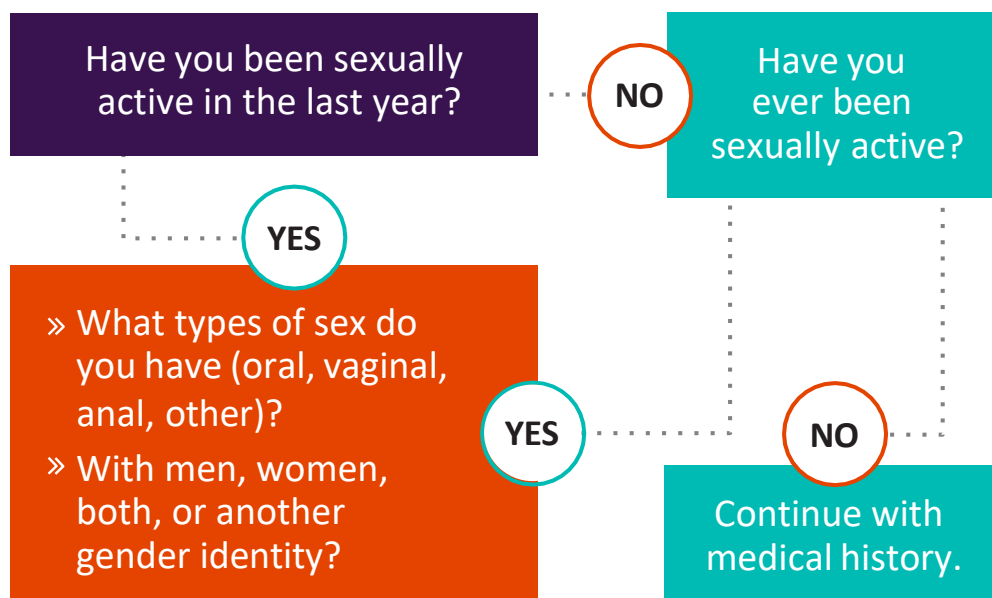 Have you been sexually
active in the last year?
NO
Have you
ever been
sexually active?
YES
» What types of sex do
you have (oral, vaginal,
anal, other)?
» With men, women,
both, or another
gender identity?
YES
NO
Continue with
medical history.